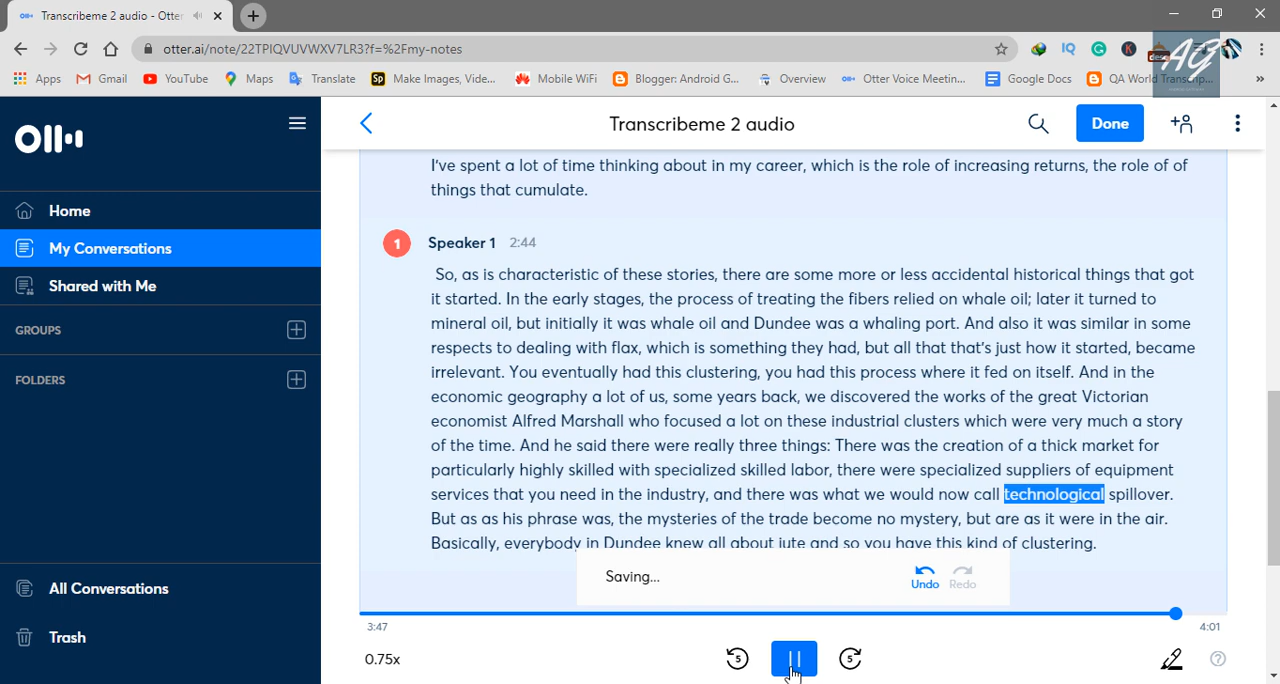 Transcribeme 2 audio - Otter
otter.ai/note/22TPIQVUVWXV7LR3?f=%2Fmy-notes
Apps Gmail YouTube Maps Translate Make Images, Vide... Mobile WiFi Blogger: Android G... Overview Otter Voice Meetin... Google Docs QA World Transcrip...
AG
Transcribeme 2 audio
Done
Home
My Conversations
Shared with Me
GROUPS
FOLDERS
All Conversations
Trash
I've spent a lot of time thinking about in my career, which is the role of increasing returns, the role of of
things that cumulate.
1 Speaker 1 2:44
So, as is characteristic of these stories, there are some more or less accidental historical things that got
it started. In the early stages, the process of treating the fibers relied on whale oil; later it turned to
mineral oil, but initially it was whale oil and Dundee was a whaling port. And also it was similar in some
respects to dealing with flax, which is something they had, but all that that's just how it started, became
irrelevant. You eventually had this clustering, you had this process where it fed on itself. And in the
economic geography a lot of us, some years back, we discovered the works of the great Victorian
economist Alfred Marshall who focused a lot on these industrial clusters which were very much a story
of the time. And he said there were really three things: There was the creation of a thick market for
particularly highly skilled with specialized skilled labor, there were specialized suppliers of equipment
services that you need in the industry, and there was what we would now call technological spillover.
But as as his phrase was, the mysteries of the trade become no mystery, but are as it were in the air.
Basically, everybody in Dundee knew all about jute and so you have this kind of clustering.
Saving...
Undo Redo
3:47 4:01
0.75x
5 5